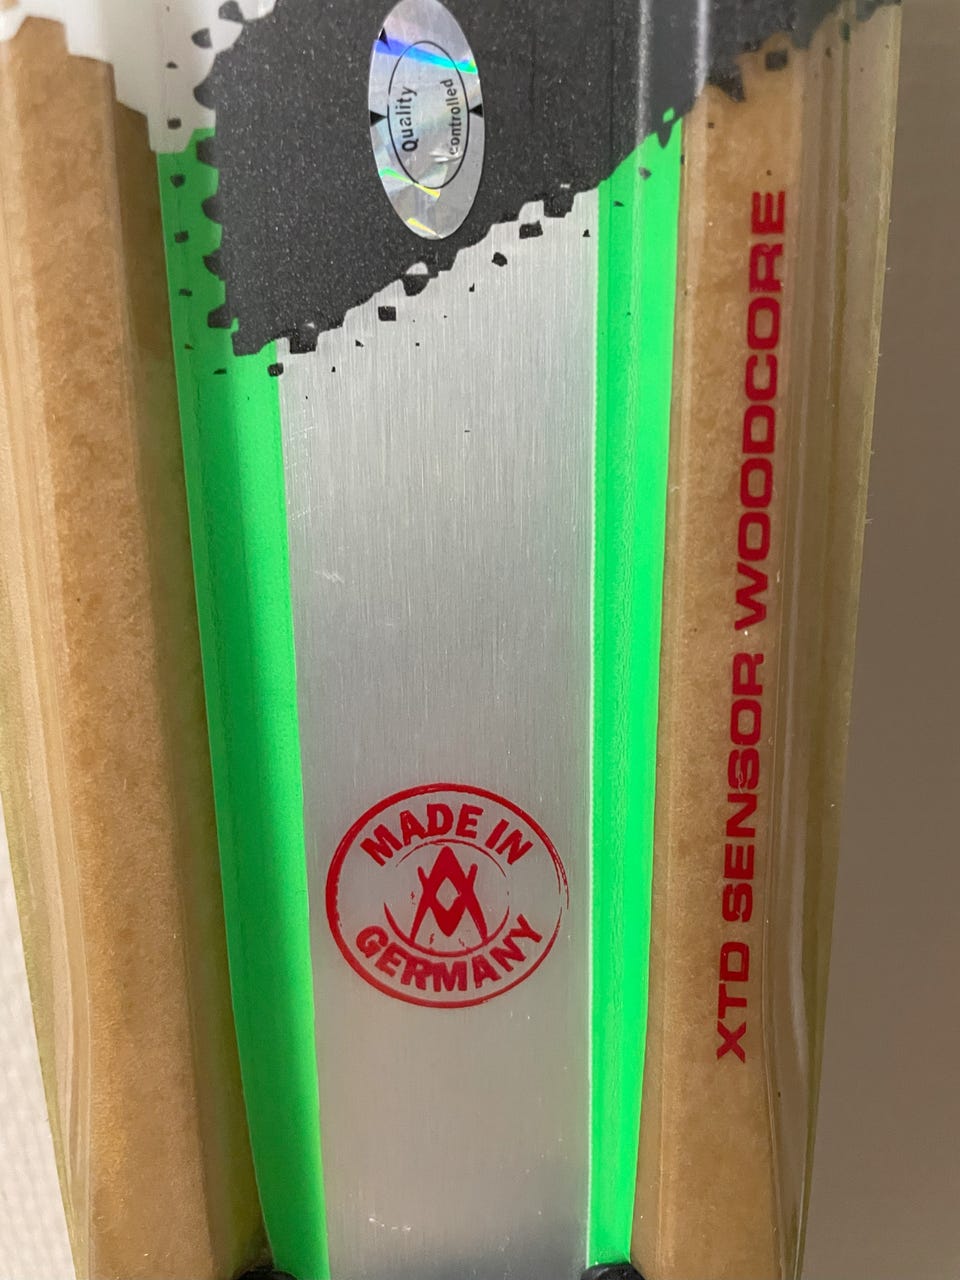 Quality
controlled
XTD SENSOR WOODCORE
MADE IN
GERMANY